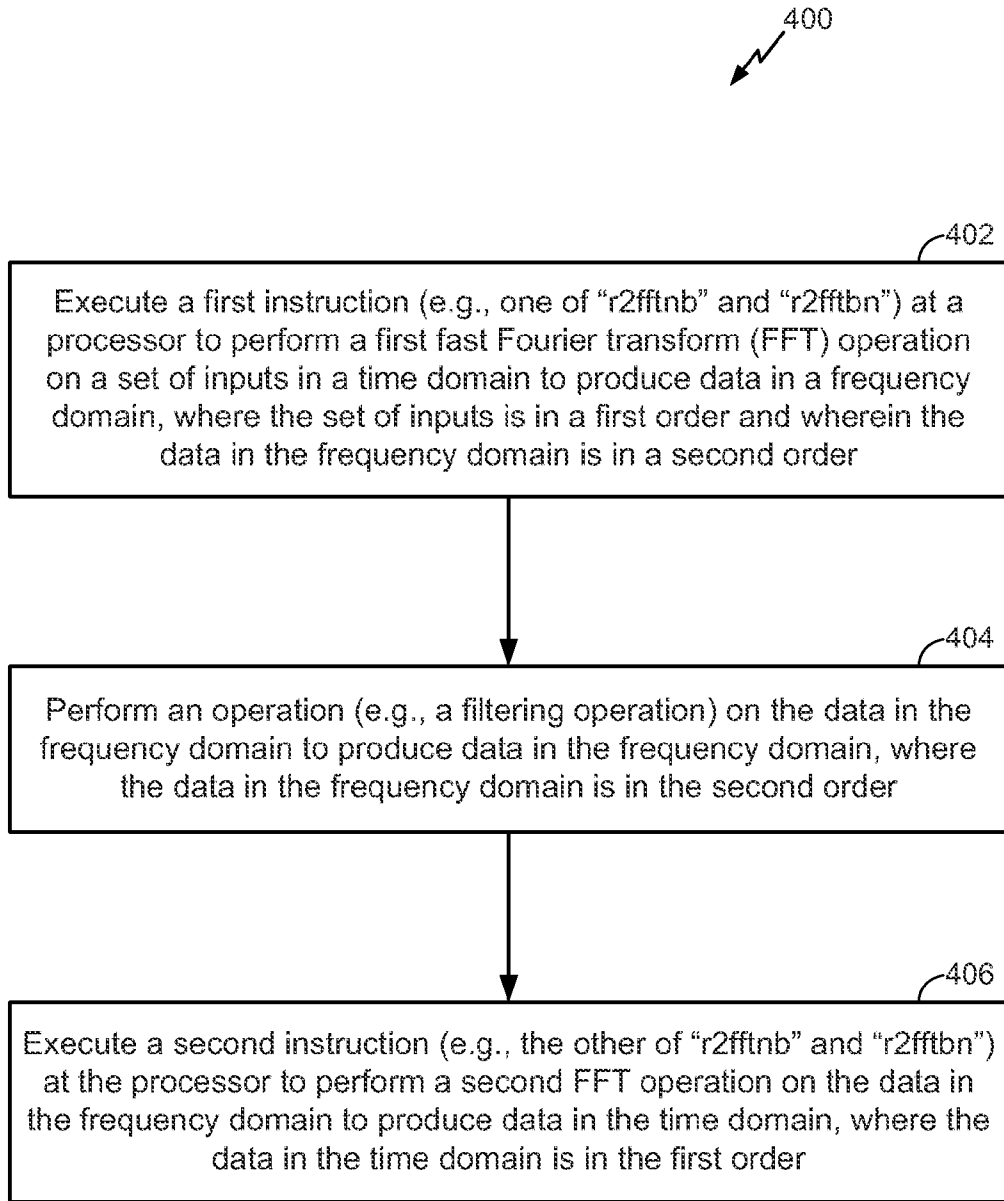 400
402
Execute a first instruction (e.g., one of “r2fftnb” and “r2fftbn”) at a
processor to perform a first fast Fourier transform (FFT) operation
on a set of inputs in a time domain to produce data in a frequency
domain, where the set of inputs is in a first order and wherein the
data in the frequency domain is in a second order
404
Perform an operation (e.g., a filtering operation) on the data in the
frequency domain to produce data in the frequency domain, where
the data in the frequency domain is in the second order
406
Execute a second instruction (e.g., the other of “r2fftnb” and “r2fftbn”)
at the processor to perform a second FFT operation on the data in
the frequency domain to produce data in the time domain, where the
data in the time domain is in the first order